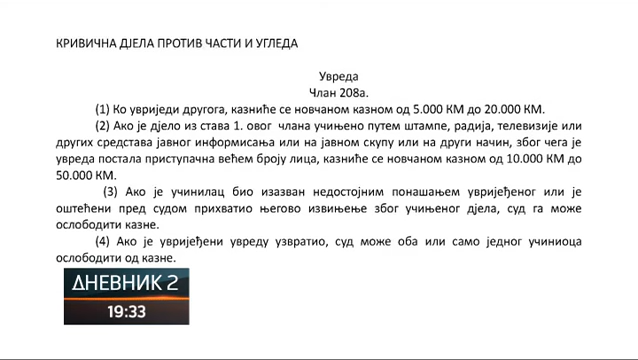 КРИВИЧНА ДЈЕЛА ПРОТИВ ЧАСТИ И УГЛЕДА
Увреда
Члан 208а.
(1) Ко увриједи другога, казниће се новчаном казном од 5.000 КМ до 20.000 КМ.
(2) Ако је дјело из става 1. овог члана учињено путем штампе, радија, телевизије или
других средстава јавног информисања или на јавном скупу или на други начин, због чега је
увреда постала приступачна већем броју лица, казниће се новчаном казном од 10.000 КМ до
50.000 КМ.
(3) Ако је учинилац био изазван недостојним понашањем увријеђеног или је
оштећени пред судом прихватио његово извињење због учињеног дјела, суд га може
ослободити казне.
(4) Ако је увријеђени увреду узвратио, суд може оба или само једног учиниоца
ослободити од казне.
ДНЕВНИК 2
19:33